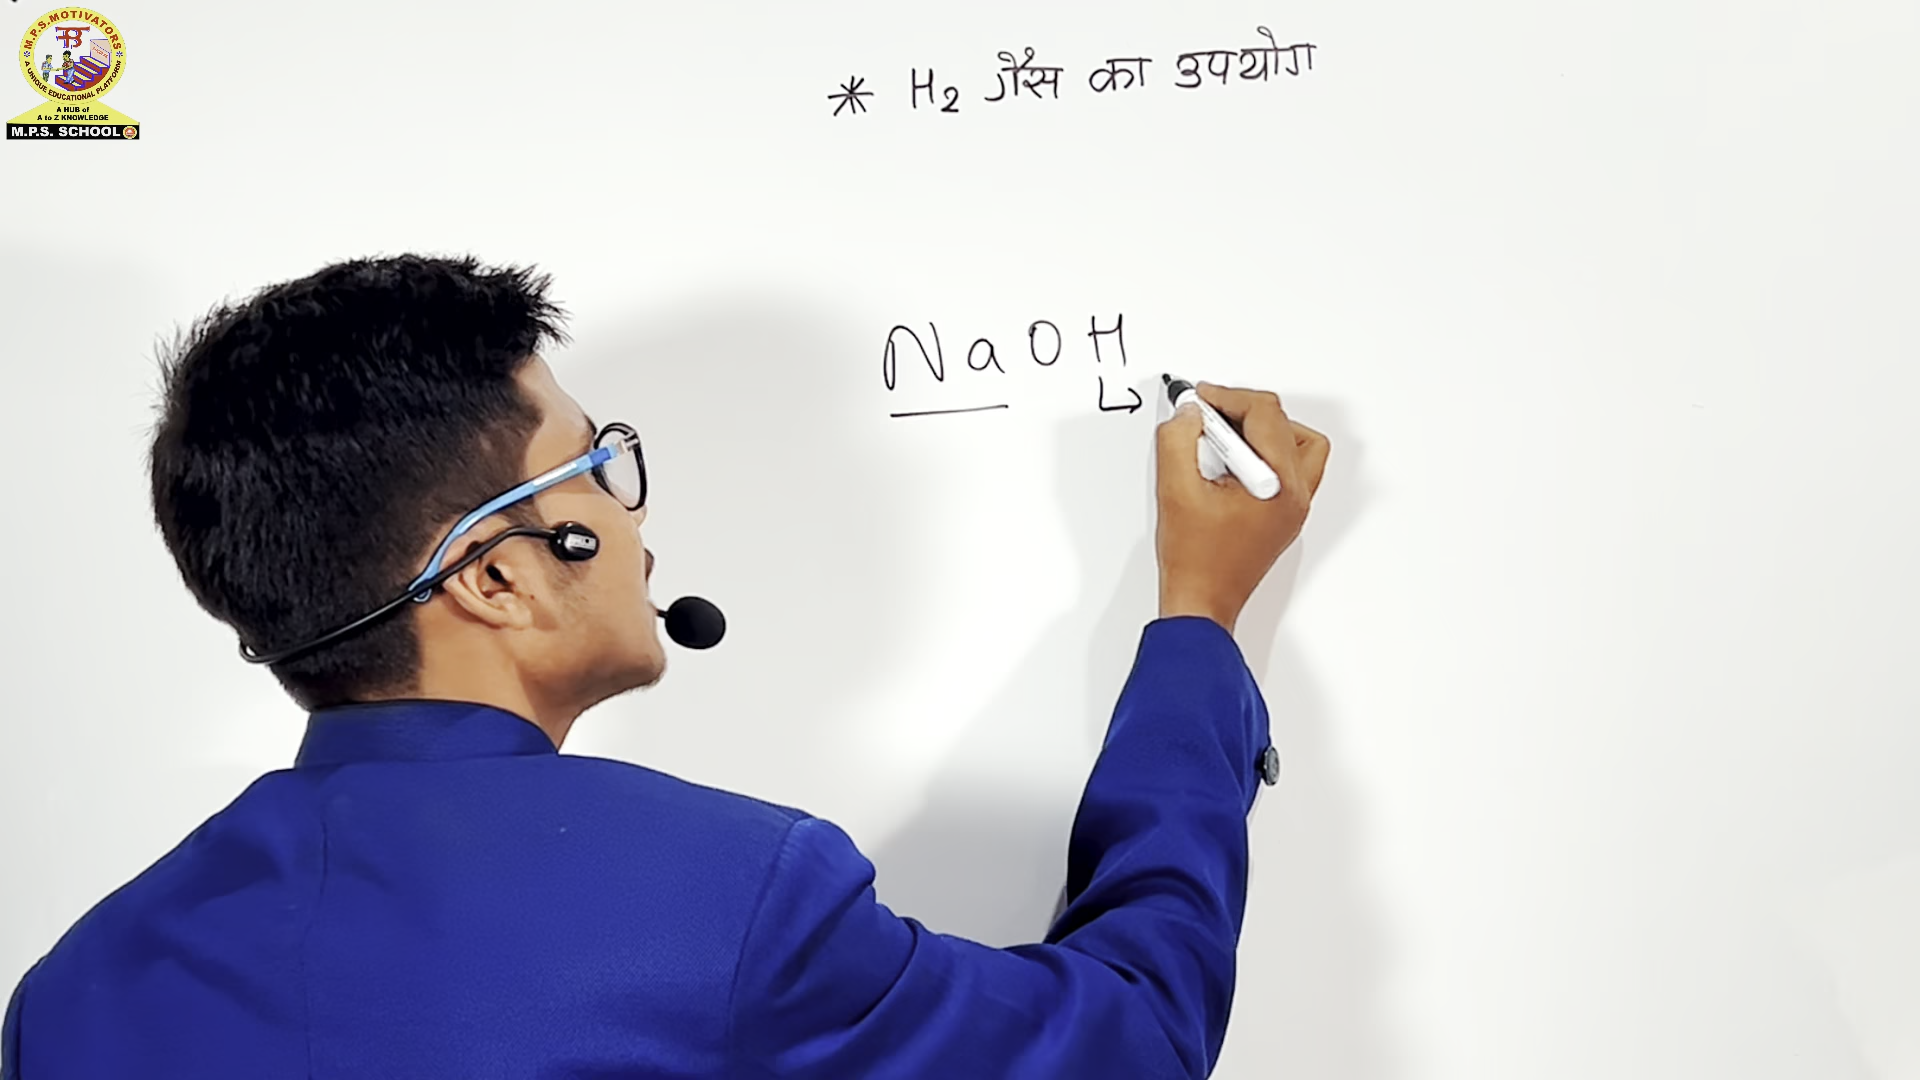 M.P.S.MOTIVATORS
A UNIQUE EDUCATIONAL PLATFORM
A HUB of
A to Z KNOWLEDGE
M.P.S. SCHOOL
* H2 गैस का उपयोग
NaOH